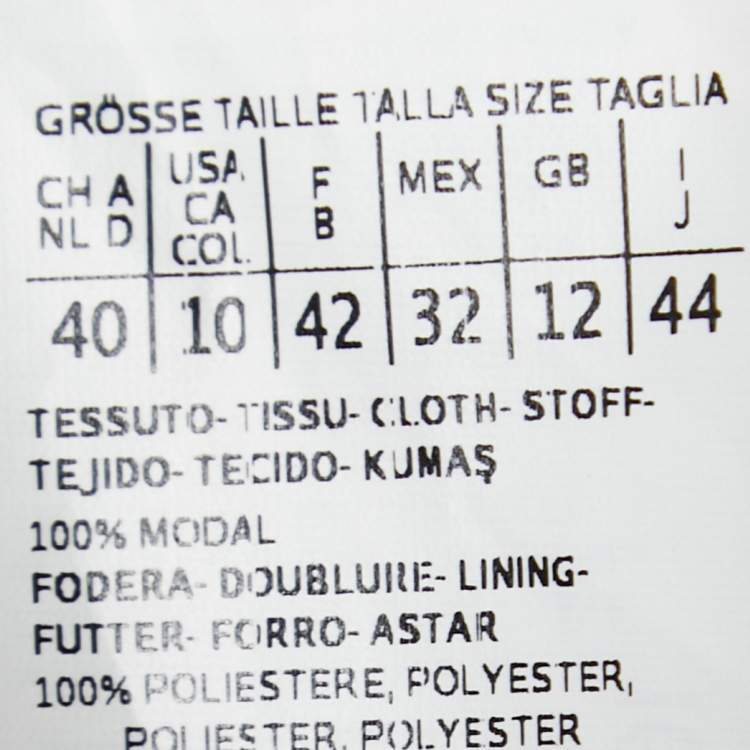 GRÖSSE TAILLE TALLA SIZE TAGLIA
CH A USA F MEX GB I
NL D CA B J
COL.
40 10 42 32 12 44
TESSUTO- TISSU- CLOTH- STOFF-
TEJIDO- TECIDO- KUMAŞ
100% MODAL
FODERA- DOUBLURE- LINING-
FUTTER- FORRO- ASTAR
100% POLIESTERE, POLYESTER,
POLIESTER, POLYESTER